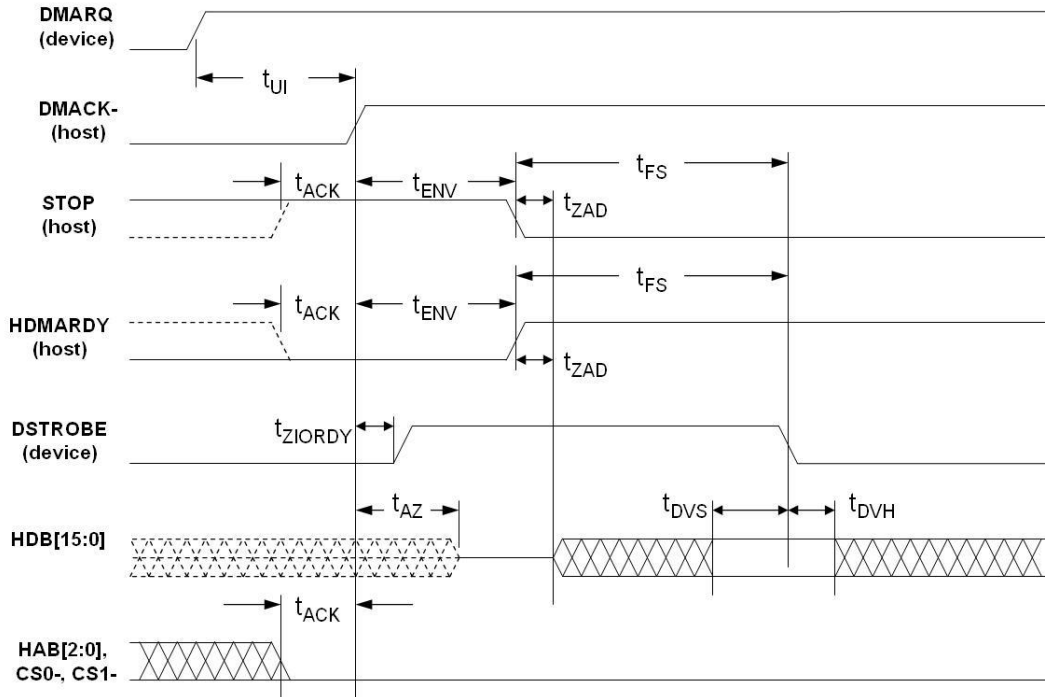 DMARQ
(device)
tUI
DMACK-
(host)
tFS
tACK
tENV
STOP
(host)
tZAD
tFS
tACK
tENV
HDMARDY
(host)
tZAD
DSTROBE
(device)
tZIORDY
tAZ
tDVS
tDVH
HDB[15:0]
tACK
HAB[2:0],
CS0-, CS1-